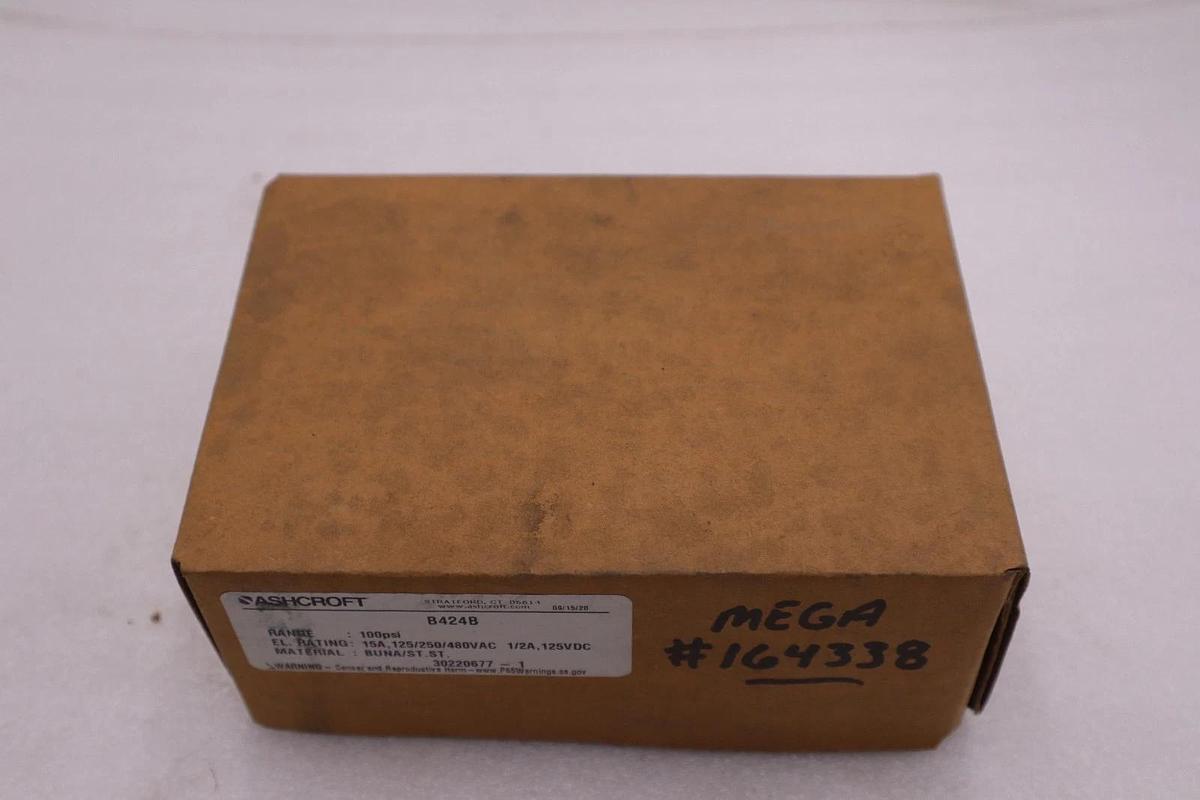 ASHCROFT
STRATFORD, CT 06614
www.ashcroft.com
B424B
RANGE : 100psi
EL. RATING: 15A,125/250/480VAC 1/2A,125VDC
MATERIAL : BUNA/ST.ST.
30220677 - 1
WARNING - Cancer and Reproductive Harm - www.P65Warnings.ca.gov
MEGA
#164338